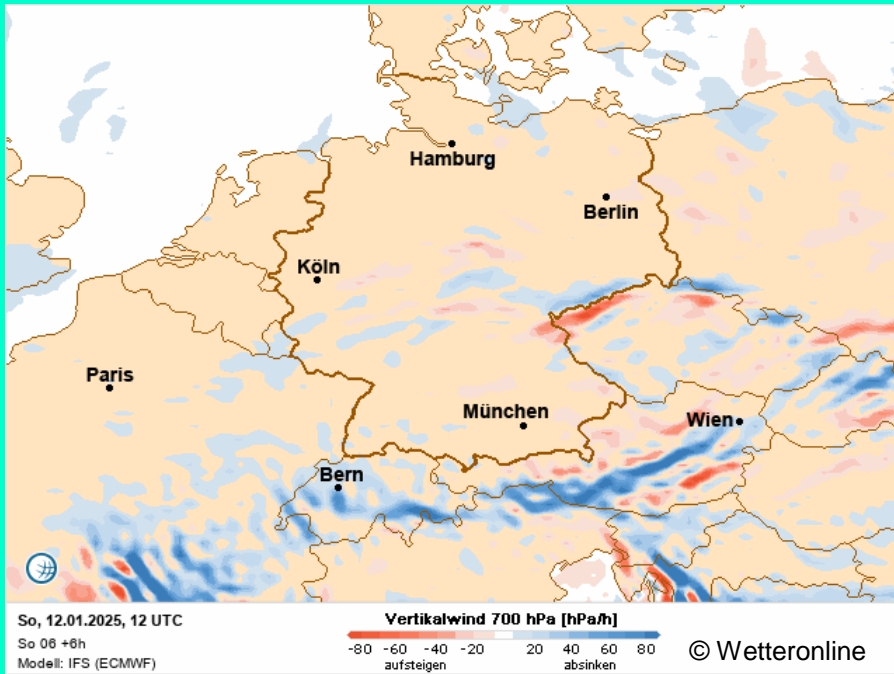 Hamburg
Berlin
Köln
Paris
München
Wien
Bern
So, 12.01.2025, 12 UTC
So 06 +6h
Modell: IFS (ECMWF)
Vertikalwind 700 hPa [hPa/h]
-80 -60 -40 -20 20 40 60 80
aufsteigen absinken
© Wetteronline